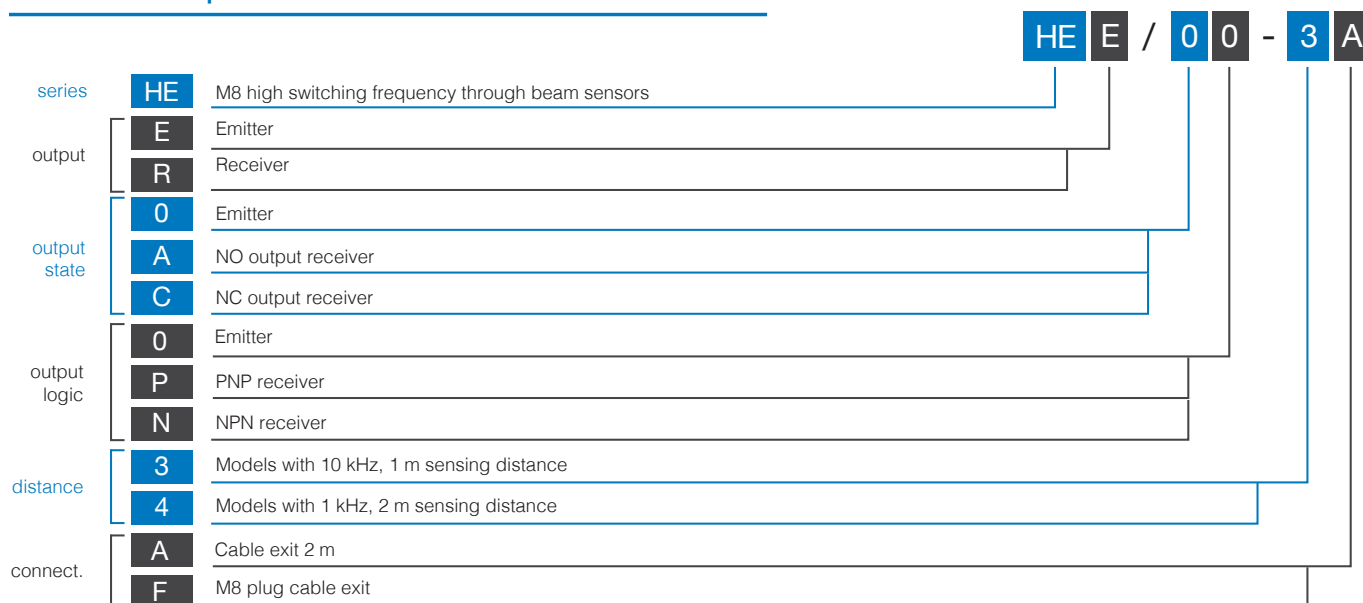 HE E / 0 0 - 3 A
series HE M8 high switching frequency through beam sensors
output
E Emitter
R Receiver
output state
0 Emitter
A NO output receiver
C NC output receiver
output logic
0 Emitter
P PNP receiver
N NPN receiver
distance
3 Models with 10 kHz, 1 m sensing distance
4 Models with 1 kHz, 2 m sensing distance
connect.
A Cable exit 2 m
F M8 plug cable exit